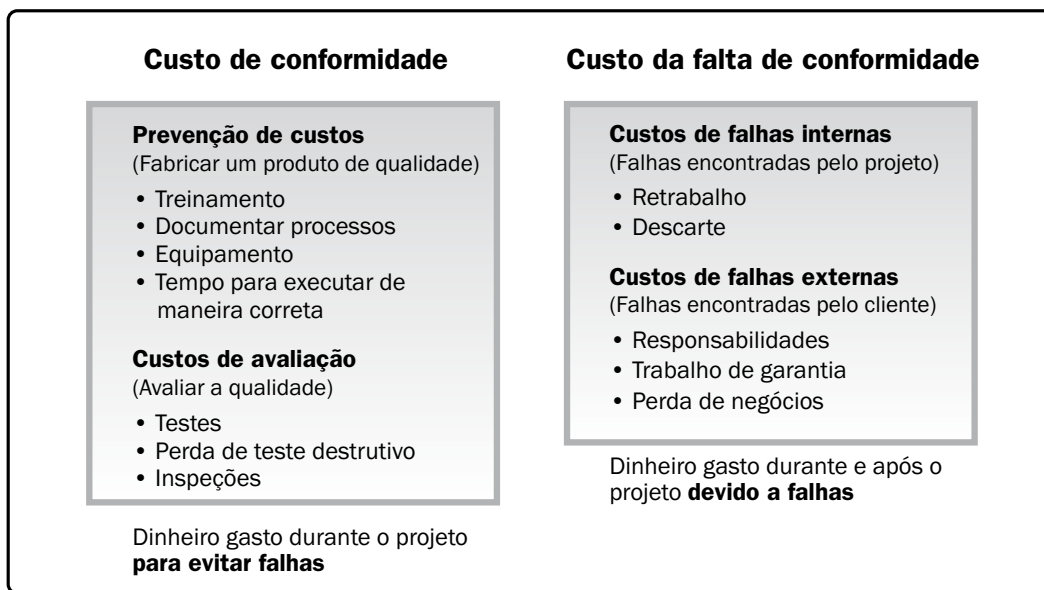 Custo de conformidade
Prevenção de custos
(Fabricar um produto de qualidade)
• Treinamento
• Documentar processos
• Equipamento
• Tempo para executar de
maneira correta
Custos de avaliação
(Avaliar a qualidade)
• Testes
• Perda de teste destrutivo
• Inspeções
Dinheiro gasto durante o projeto
para evitar falhas
Custo da falta de conformidade
Custos de falhas internas
(Falhas encontradas pelo projeto)
• Retrabalho
• Descarte
Custos de falhas externas
(Falhas encontradas pelo cliente)
• Responsabilidades
• Trabalho de garantia
• Perda de negócios
Dinheiro gasto durante e após o
projeto devido a falhas